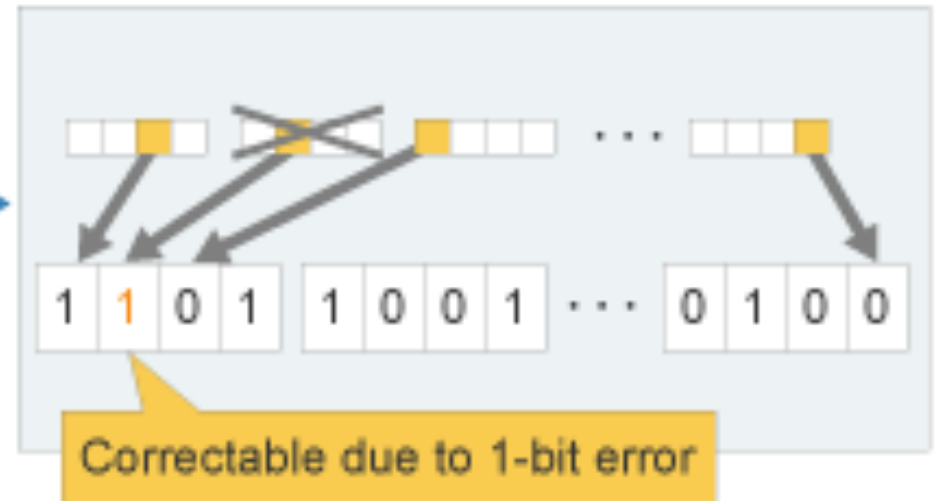 · · ·
1 1 0 1 1 0 0 1 · · · 0 1 0 0
Correctable due to 1-bit error